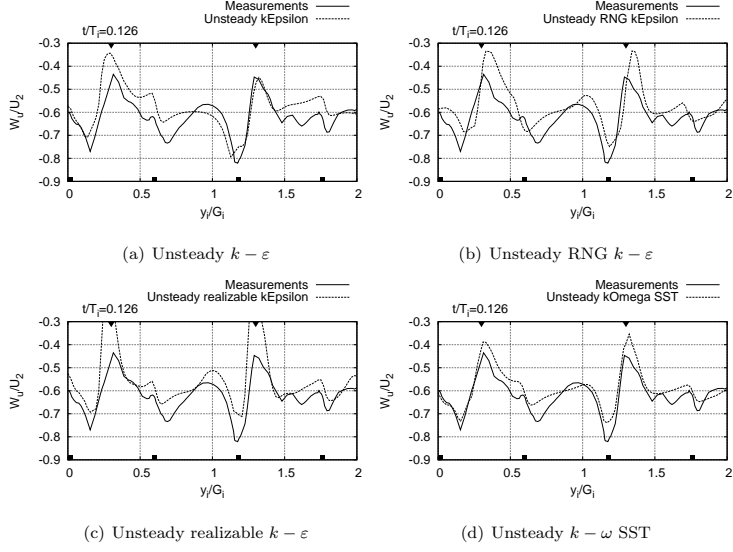 Measurements
Unsteady kEpsilon
t/Tᵢ=0.126
-0.3
-0.4
-0.5
-0.6
-0.7
-0.8
-0.9
Wᵤ/U₂
0 0.5 1 1.5 2
yᵢ/Gᵢ
(a) Unsteady k − ε
Measurements
Unsteady RNG kEpsilon
t/Tᵢ=0.126
-0.3
-0.4
-0.5
-0.6
-0.7
-0.8
-0.9
Wᵤ/U₂
0 0.5 1 1.5 2
yᵢ/Gᵢ
(b) Unsteady RNG k − ε
Measurements
Unsteady realizable kEpsilon
t/Tᵢ=0.126
-0.3
-0.4
-0.5
-0.6
-0.7
-0.8
-0.9
Wᵤ/U₂
0 0.5 1 1.5 2
yᵢ/Gᵢ
(c) Unsteady realizable k − ε
Measurements
Unsteady kOmega SST
t/Tᵢ=0.126
-0.3
-0.4
-0.5
-0.6
-0.7
-0.8
-0.9
Wᵤ/U₂
0 0.5 1 1.5 2
yᵢ/Gᵢ
(d) Unsteady k − ω SST